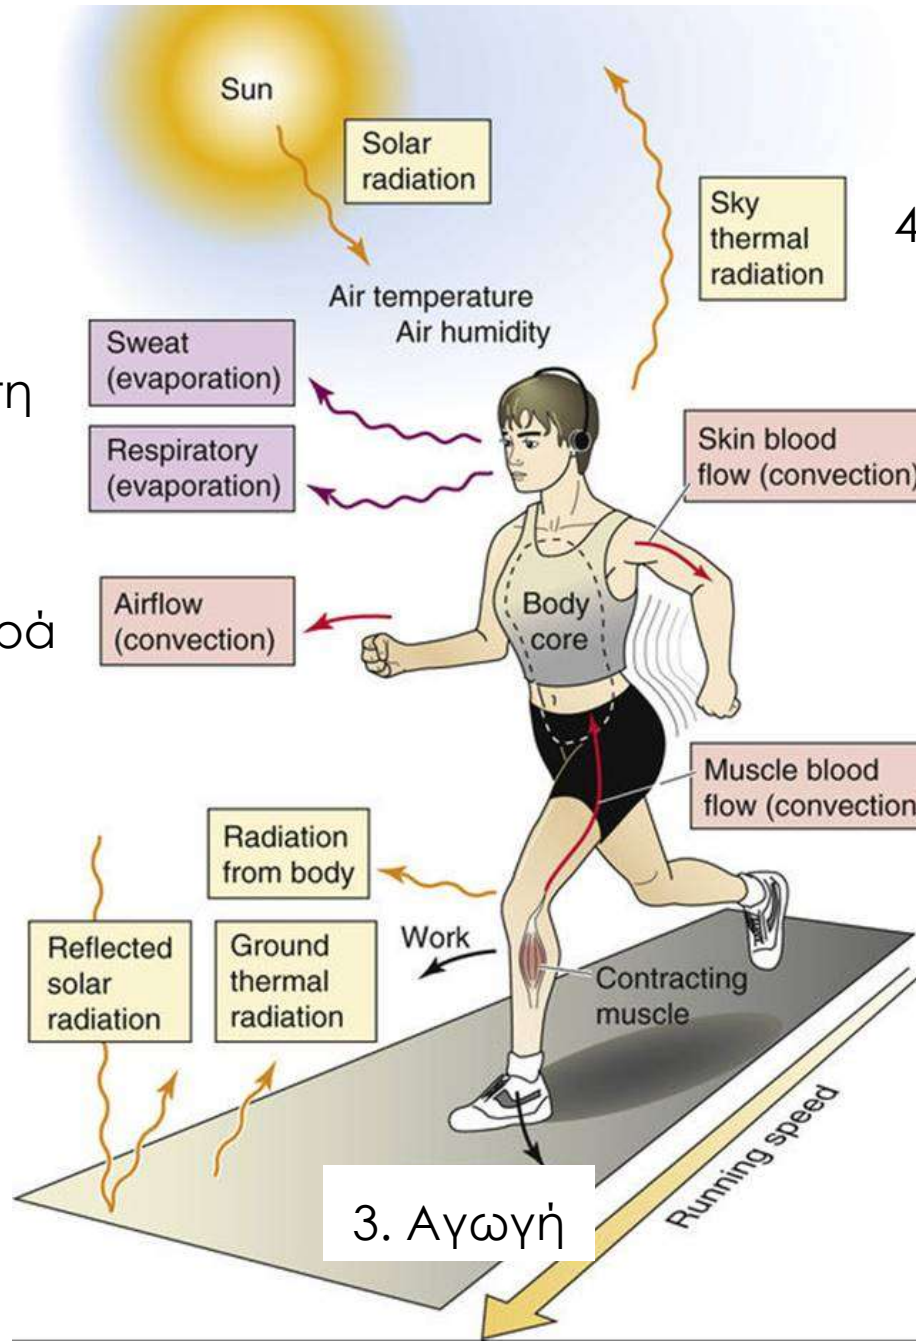 Sun
Solar
radiation
Sky
thermal
radiation
4
Air temperature
Air humidity
Sweat
(evaporation)
τη
Respiratory
(evaporation)
Skin blood
flow (convection)
Airflow
(convection)
ρά
Body
core
Muscle blood
flow (convection
Radiation
from body
Work
Reflected
solar
radiation
Ground
thermal
radiation
Contracting
muscle
Running speed
3. Αγωγή